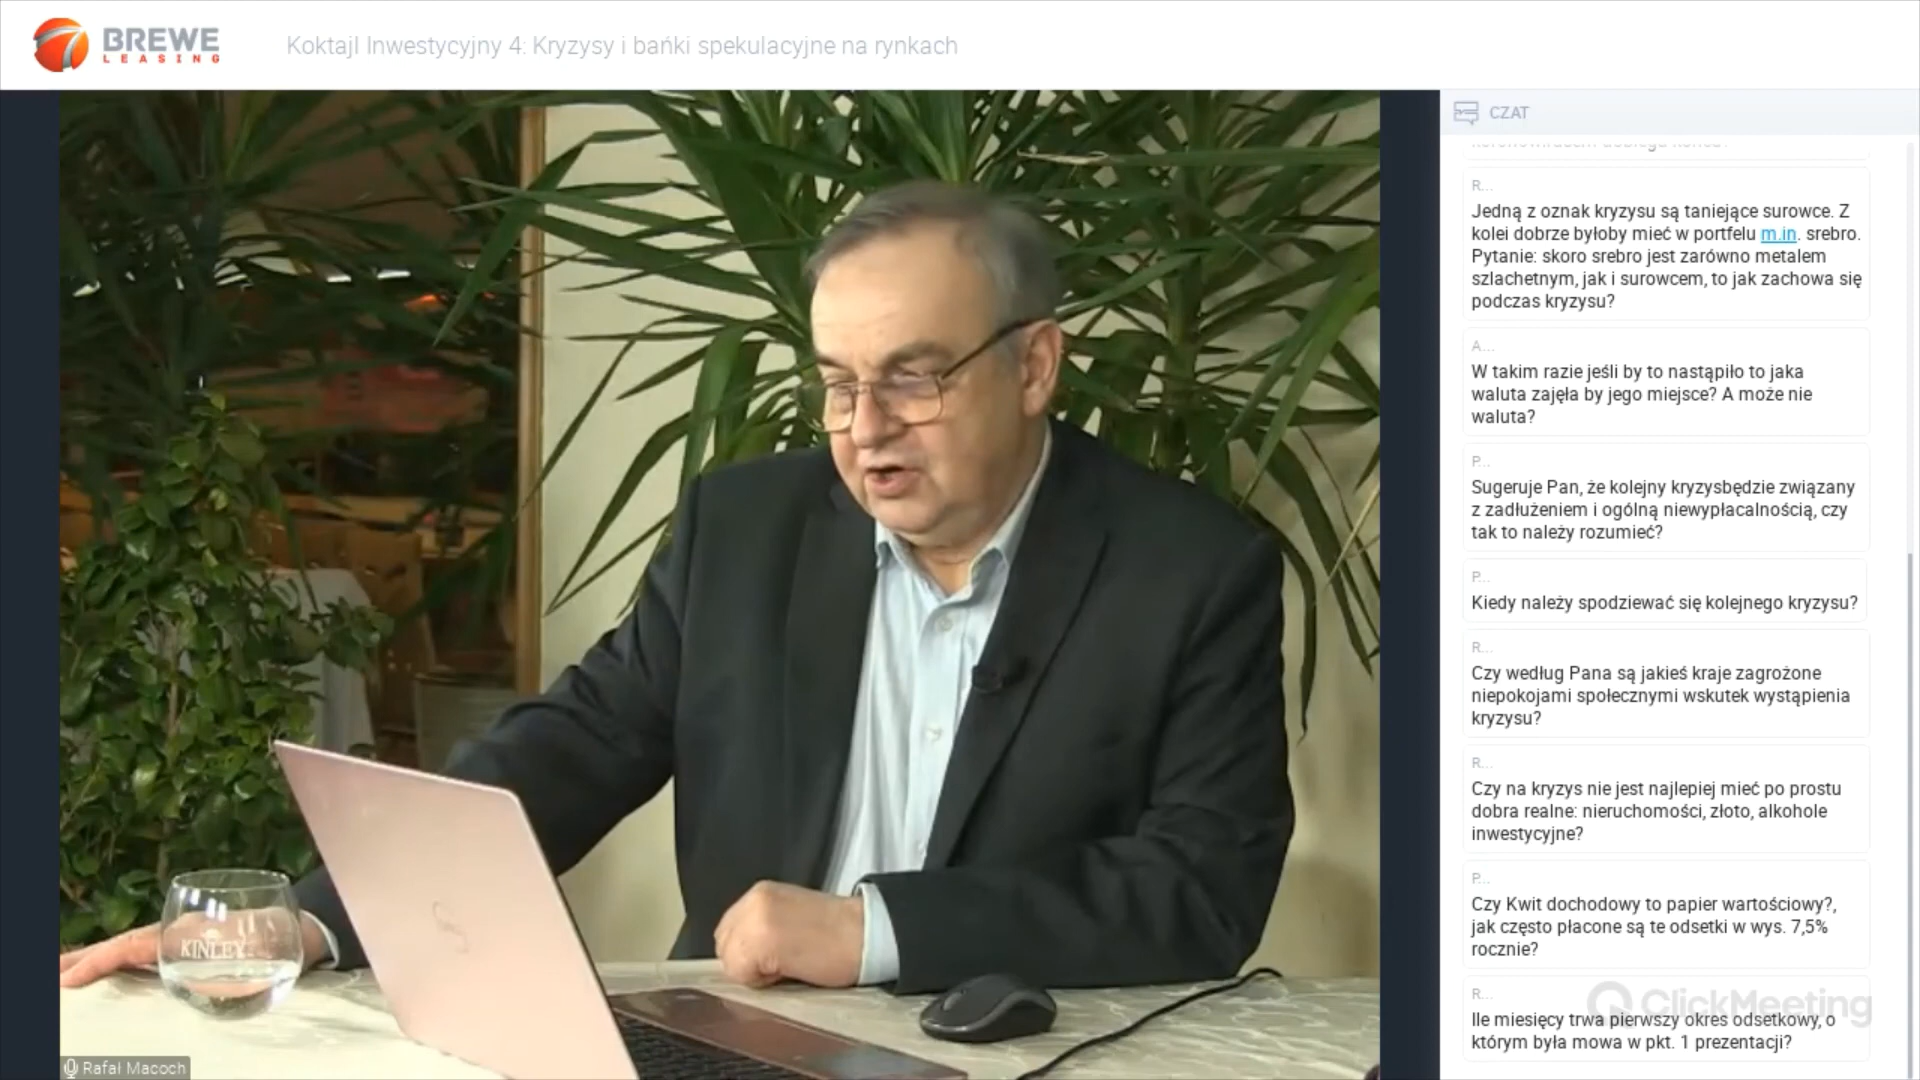 BREWE
LEASING
Koktajl Inwestycyjny 4: Kryzysy i bańki spekulacyjne na rynkach
CZAT
R...
Jedną z oznak kryzysu są taniejące surowce. Z
kolei dobrze byłoby mieć w portfelu m.in. srebro.
Pytanie: skoro srebro jest zarówno metalem
szlachetnym, jak i surowcem, to jak zachowa się
podczas kryzysu?
A...
W takim razie jeśli by to nastąpiło to jaka
waluta zajęła by jego miejsce? A może nie
waluta?
P...
Sugeruje Pan, że kolejny kryzysbędzie związany
z zadłużeniem i ogólną niewypłacalnością, czy
tak to należy rozumieć?
P...
Kiedy należy spodziewać się kolejnego kryzysu?
R...
Czy według Pana są jakieś kraje zagrożone
niepokojami społecznymi wskutek wystąpienia
kryzysu?
R...
Czy na kryzys nie jest najlepiej mieć po prostu
dobra realne: nieruchomości, złoto, alkohole
inwestycyjne?
P...
Czy Kwit dochodowy to papier wartościowy?,
jak często płacone są te odsetki w wys. 7,5%
rocznie?
R...
Ile miesięcy trwa pierwszy okres odsetkowy, o
którym była mowa w pkt. 1 prezentacji?
ClickMeeting
KINLEY
Rafał Macoch